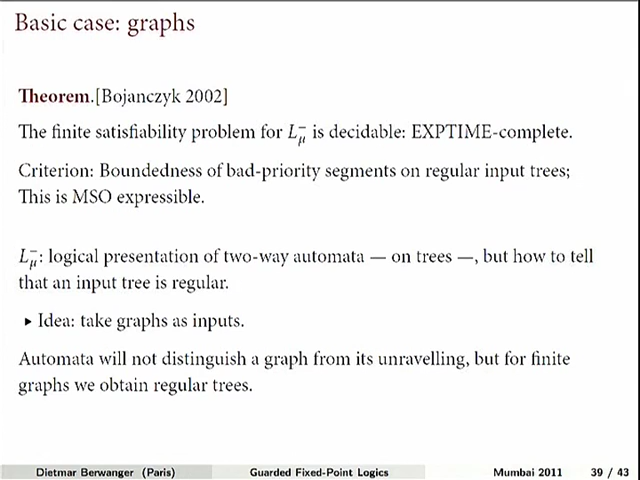 Basic case: graphs
Theorem.[Bojanczyk 2002]
The finite satisfiability problem for L⁻_μ is decidable: EXPTIME-complete.
Criterion: Boundedness of bad-priority segments on regular input trees;
This is MSO expressible.
L⁻_μ: logical presentation of two-way automata — on trees —, but how to tell
that an input tree is regular.
▸ Idea: take graphs as inputs.
Automata will not distinguish a graph from its unravelling, but for finite
graphs we obtain regular trees.
Dietmar Berwanger (Paris) Guarded Fixed-Point Logics Mumbai 2011 39 / 43